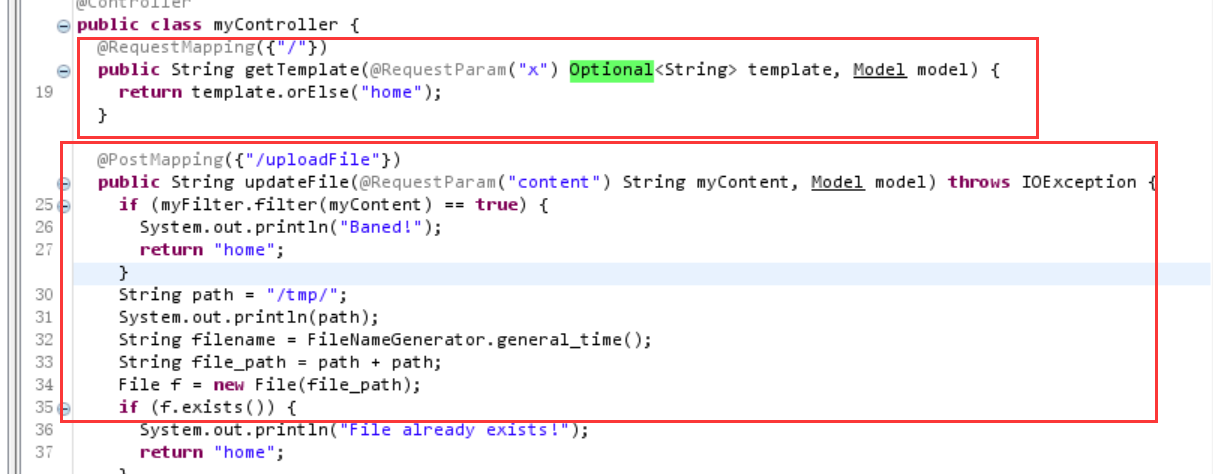 @Controller
public class myController {
@RequestMapping({"/"})
public String getTemplate(@RequestParam("x") Optional<String> template, Model model) {
19 return template.orElse("home");
}
@PostMapping({"/uploadFile"})
public String updateFile(@RequestParam("content") String myContent, Model model) throws IOException {
25 if (myFilter.filter(myContent) == true) {
26 System.out.println("Baned!");
27 return "home";
}
30 String path = "/tmp/";
31 System.out.println(path);
32 String filename = FileNameGenerator.general_time();
33 String file_path = path + path;
34 File f = new File(file_path);
35 if (f.exists()) {
36 System.out.println("File already exists!");
37 return "home";
}